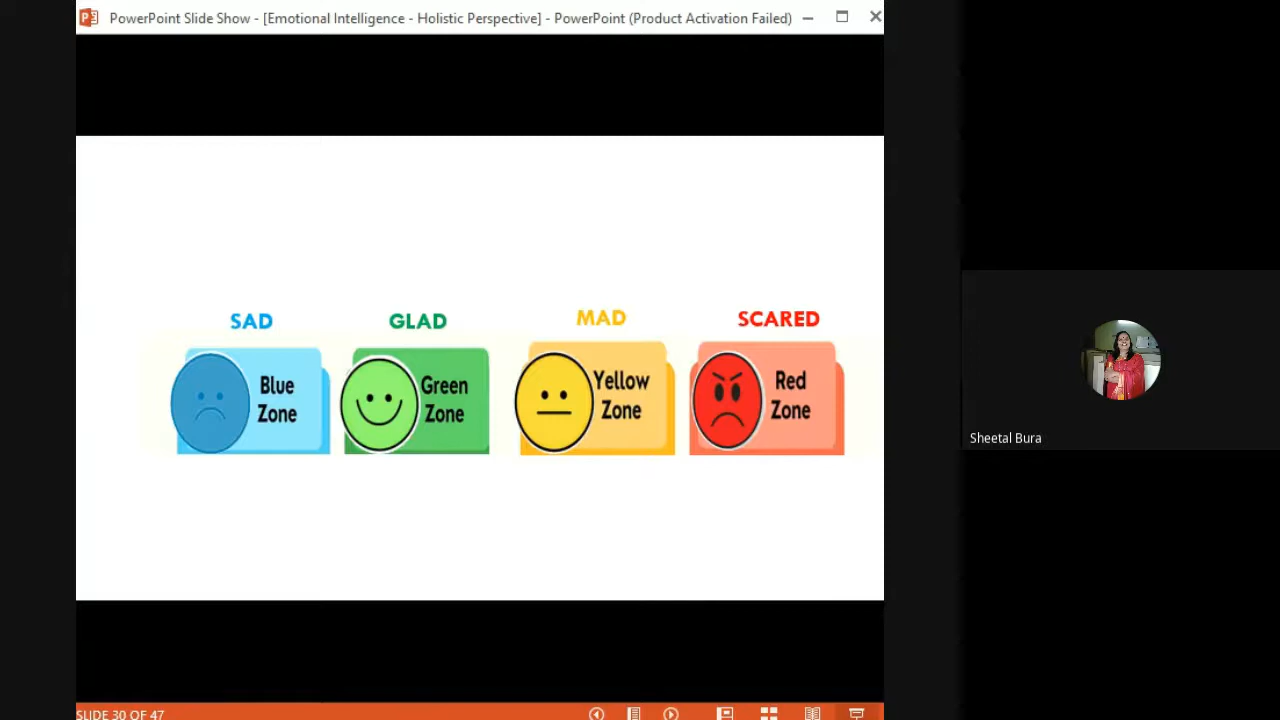 PowerPoint Slide Show - [Emotional Intelligence - Holistic Perspective] - PowerPoint (Product Activation Failed)
SAD
GLAD
MAD
SCARED
Blue
Zone
Green
Zone
Yellow
Zone
Red
Zone
Sheetal Bura
SLIDE 30 OF 47